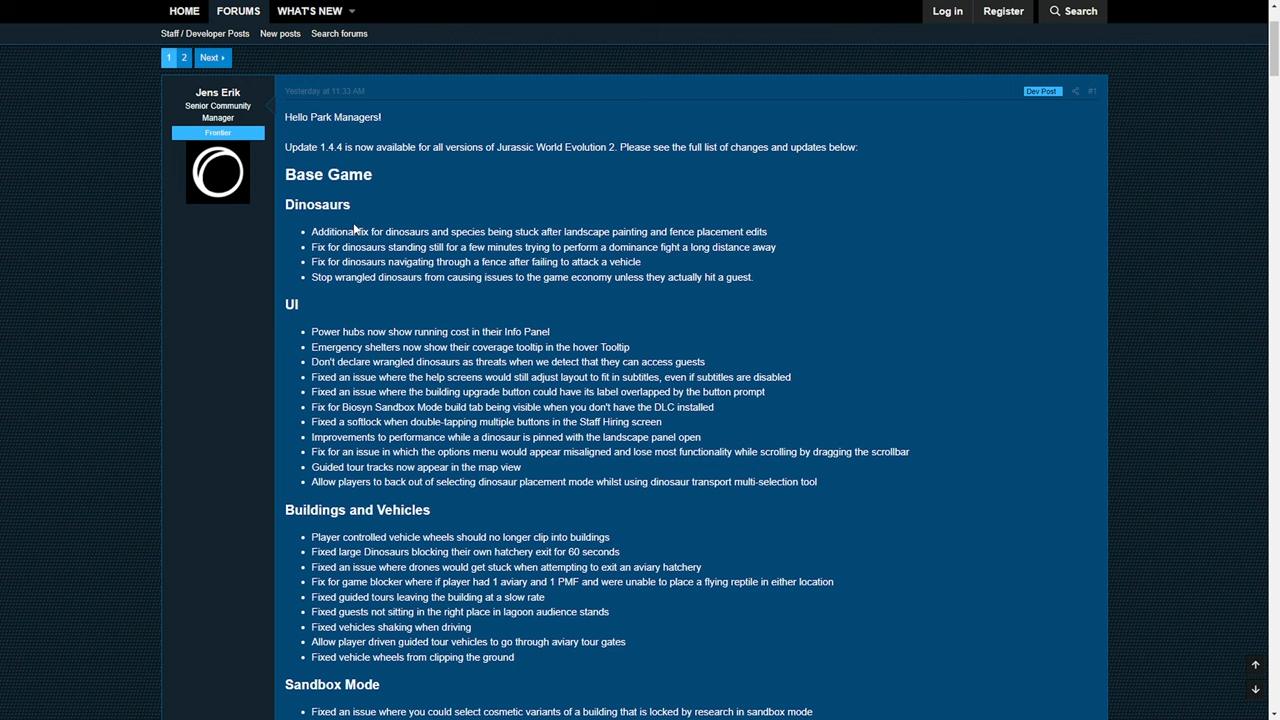 HOME FORUMS WHAT'S NEW Log in Register Search
Staff / Developer Posts New posts Search forums
1 2 Next
Jens Erik
Senior Community
Manager
Frontier
Yesterday at 11:33 AM Dev Post #1
Hello Park Managers!
Update 1.4.4 is now available for all versions of Jurassic World Evolution 2. Please see the full list of changes and updates below:
Base Game
Dinosaurs
Additional fix for dinosaurs and species being stuck after landscape painting and fence placement edits
Fix for dinosaurs standing still for a few minutes trying to perform a dominance fight a long distance away
Fix for dinosaurs navigating through a fence after failing to attack a vehicle
Stop wrangled dinosaurs from causing issues to the game economy unless they actually hit a guest.
UI
Power hubs now show running cost in their Info Panel
Emergency shelters now show their coverage tooltip in the hover Tooltip
Don't declare wrangled dinosaurs as threats when we detect that they can access guests
Fixed an issue where the help screens would still adjust layout to fit in subtitles, even if subtitles are disabled
Fixed an issue where the building upgrade button could have its label overlapped by the button prompt
Fix for Biosyn Sandbox Mode build tab being visible when you don't have the DLC installed
Fixed a softlock when double-tapping multiple buttons in the Staff Hiring screen
Improvements to performance while a dinosaur is pinned with the landscape panel open
Fix for an issue in which the options menu would appear misaligned and lose most functionality while scrolling by dragging the scrollbar
Guided tour tracks now appear in the map view
Allow players to back out of selecting dinosaur placement mode whilst using dinosaur transport multi-selection tool
Buildings and Vehicles
Player controlled vehicle wheels should no longer clip into buildings
Fixed large Dinosaurs blocking their own hatchery exit for 60 seconds
Fixed an issue where drones would get stuck when attempting to exit an aviary hatchery
Fix for game blocker where if player had 1 aviary and 1 PMF and were unable to place a flying reptile in either location
Fixed guided tours leaving the building at a slow rate
Fixed guests not sitting in the right place in lagoon audience stands
Fixed vehicles shaking when driving
Allow player driven guided tour vehicles to go through aviary tour gates
Fixed vehicle wheels from clipping the ground
Sandbox Mode
Fixed an issue where you could select cosmetic variants of a building that is locked by research in sandbox mode